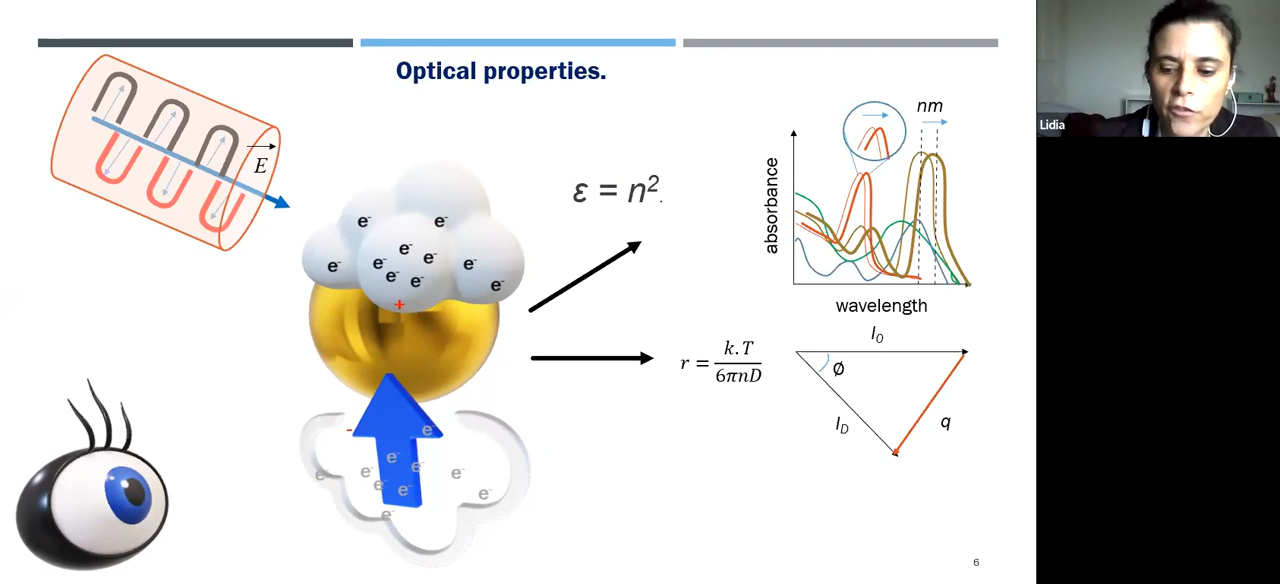 Optical properties.
E
ε = n².
e⁻ e⁻
e⁻
e⁻ e⁻ e⁻ e⁻
e⁻ e⁻ e⁻
+
-
e⁻
e⁻
e⁻ e⁻ e⁻
e⁻ e⁻ e⁻ e⁻
e⁻
nm
absorbance
wavelength
r = k.T / 6πnD
I₀
Ø
I_D
q
6
Lidia